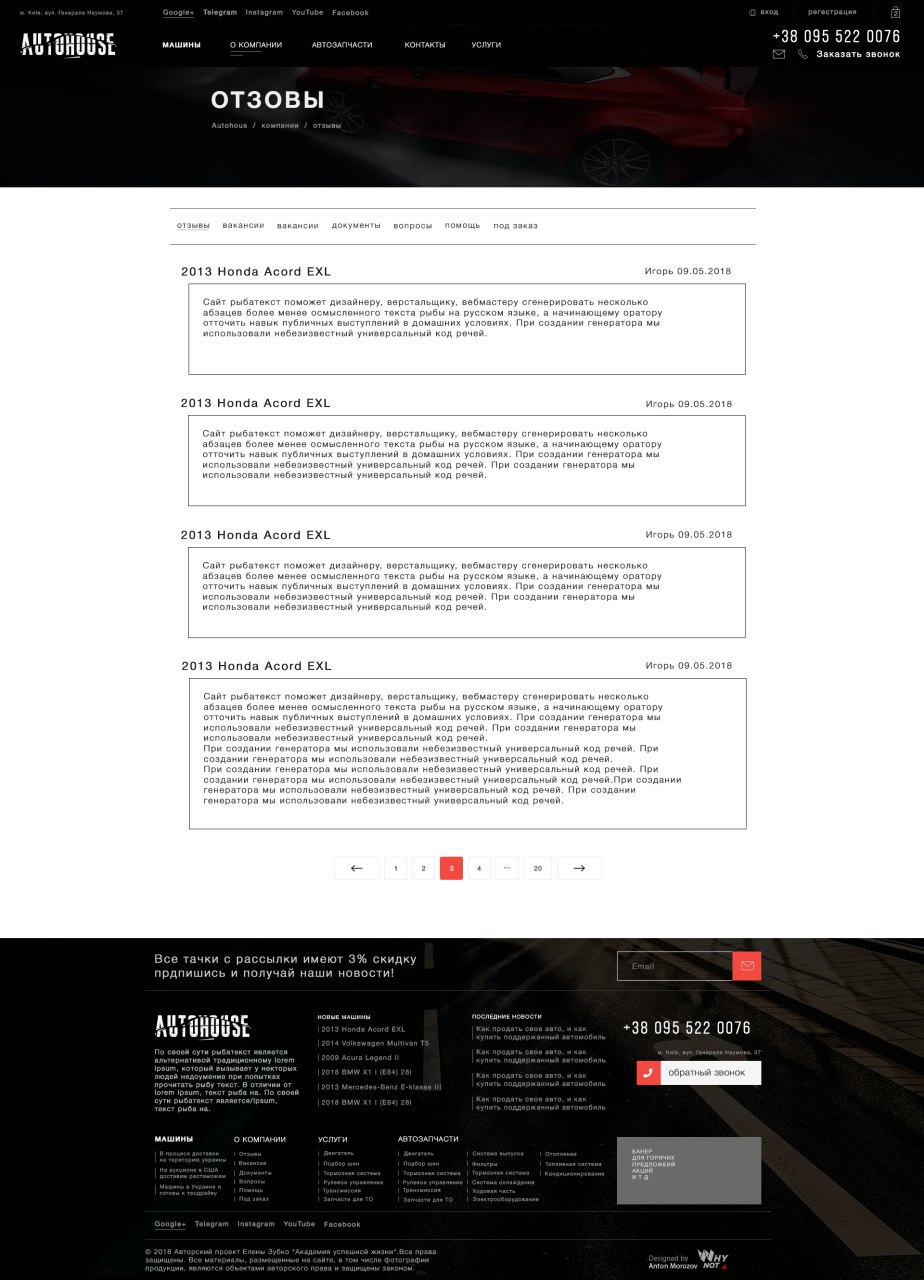 м. Київ, вул. Генерала Наумова, 37
Google+ Telegram Instagram YouTube Facebook
вход регистрация 2
AUTOHOUSE
МАШИНЫ О КОМПАНИИ АВТОЗАПЧАСТИ КОНТАКТЫ УСЛУГИ
+38 095 522 0076
Заказать звонок
ОТЗОВЫ
Autohous / компании / отзывы
отзывы вакансии вакансии документы вопросы помощь под заказ
2013 Honda Acord EXL Игорь 09.05.2018
Сайт рыбатекст поможет дизайнеру, верстальщику, вебмастеру сгенерировать несколько
абзацев более менее осмысленного текста рыбы на русском языке, а начинающему оратору
отточить навык публичных выступлений в домашних условиях. При создании генератора мы
использовали небезизвестный универсальный код речей.
2013 Honda Acord EXL Игорь 09.05.2018
Сайт рыбатекст поможет дизайнеру, верстальщику, вебмастеру сгенерировать несколько
абзацев более менее осмысленного текста рыбы на русском языке, а начинающему оратору
отточить навык публичных выступлений в домашних условиях. При создании генератора мы
использовали небезизвестный универсальный код речей. При создании генератора мы
использовали небезизвестный универсальный код речей.
2013 Honda Acord EXL Игорь 09.05.2018
Сайт рыбатекст поможет дизайнеру, верстальщику, вебмастеру сгенерировать несколько
абзацев более менее осмысленного текста рыбы на русском языке, а начинающему оратору
отточить навык публичных выступлений в домашних условиях. При создании генератора мы
использовали небезизвестный универсальный код речей. При создании генератора мы
использовали небезизвестный универсальный код речей.
2013 Honda Acord EXL Игорь 09.05.2018
Сайт рыбатекст поможет дизайнеру, верстальщику, вебмастеру сгенерировать несколько
абзацев более менее осмысленного текста рыбы на русском языке, а начинающему оратору
отточить навык публичных выступлений в домашних условиях. При создании генератора мы
использовали небезизвестный универсальный код речей. При создании генератора мы
использовали небезизвестный универсальный код речей.
При создании генератора мы использовали небезизвестный универсальный код речей. При
создании генератора мы использовали небезизвестный универсальный код речей.
При создании генератора мы использовали небезизвестный универсальный код речей. При
создании генератора мы использовали небезизвестный универсальный код речей.При создании
генератора мы использовали небезизвестный универсальный код речей. При создании
генератора мы использовали небезизвестный универсальный код речей.
← 1 2 3 4 ... 20 →
Все тачки с рассылки имеют 3% скидку
прдпишись и получай наши новости!
Email
AUTOHOUSE
По своей сути рыбатекст является
альтернативой традиционному lorem
ipsum, который вызывает у некторых
людей недоумение при попытках
прочитать рыбу текст. В отличии от
lorem ipsum, текст рыба на. По своей
сути рыбатекст является/ipsum,
текст рыба на.
НОВЫЕ МАШИНЫ
2013 Honda Acord EXL
2014 Volkswagen Multivan T5
2009 Acura Legend II
2018 BMW X1 I (E84) 28I
2013 Mercedes-Benz E-klasse III
2018 BMW X1 I (E84) 28I
ПОСЛЕДНИЕ НОВОСТИ
Как продать свое авто, и как
купить поддержанный автомобиль
Как продать свое авто, и как
купить поддержанный автомобиль
Как продать свое авто, и как
купить поддержанный автомобиль
Как продать свое авто, и как
купить поддержанный автомобиль
+38 095 522 0076
м. Київ, вул. Генерала Наумова, 37
обратный звонок
МАШИНЫ
В процесе доставки
на територию украины
На аукционе в США
доставим растаможим
Машины в Украине и
готовы к тесдрайву
О КОМПАНИИ
Отзывы
Вакансии
Документы
Вопросы
Помощь
Под заказ
УСЛУГИ
Двигатель
Подбор шин
Тормозная система
Рулевое управление
Трансмиссия
Запчасти для ТО
АВТОЗАПЧАСТИ
Двигатель
Подбор шин
Тормозная система
Рулевое управление
Трансмиссия
Запчасти для ТО
Система выпуска
Фильтры
Тормозная система
Система охлаждения
Ходовая часть
Электрооборудование
Отопление
Топливная система
Кондиционирование
БАНЕР
ДЛЯ ГОРЯЧИХ
ПРЕДЛОЖЕИЙ
АКЦИЙ
И Т Д
Google+ Telegram Instagram YouTube Facebook
© 2018 Авторский проект Елены Зубко "Академия успешной жизни".Все права
защищены. Все материалы, размещенные на сайте, в том числе фотографии
продукции, являются объектами авторского права и защищены законом.
Designed by
Anton Morozov
WHY
NOT